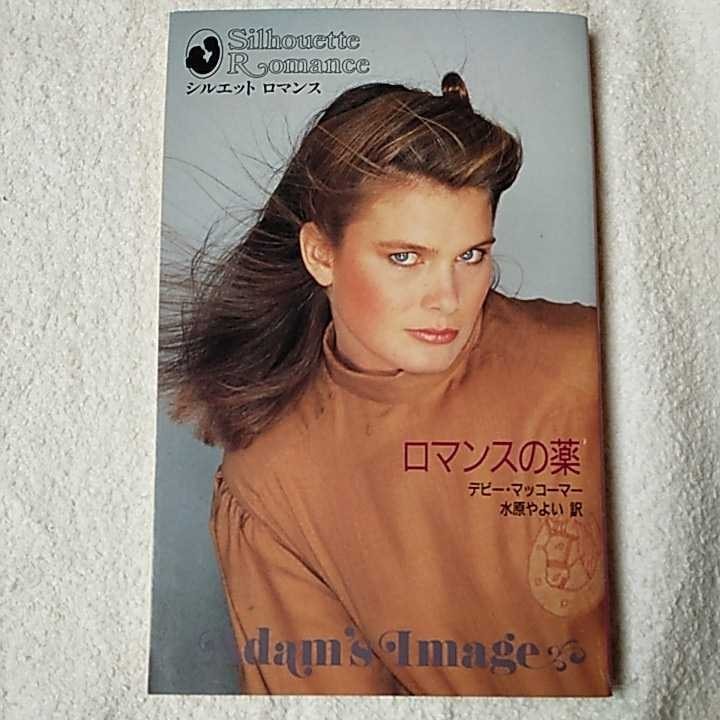 Silhouette
Romance
シルエット ロマンス
ロマンスの薬
デビー・マッコーマー
水原やよい 訳
Adam's Image